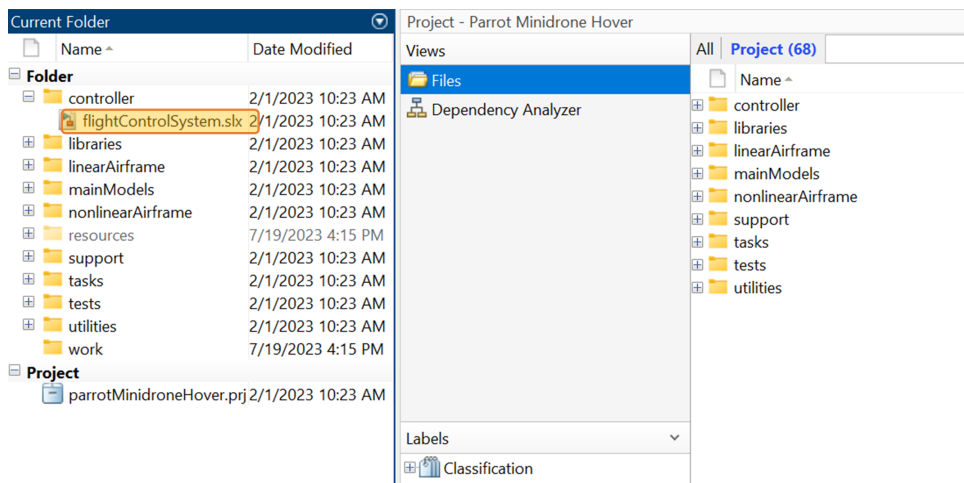 Current Folder
Name Date Modified
Folder
controller 2/1/2023 10:23 AM
flightControlSystem.slx 2/1/2023 10:23 AM
libraries 2/1/2023 10:23 AM
linearAirframe 2/1/2023 10:23 AM
mainModels 2/1/2023 10:23 AM
nonlinearAirframe 2/1/2023 10:23 AM
resources 7/19/2023 4:15 PM
support 2/1/2023 10:23 AM
tasks 2/1/2023 10:23 AM
tests 2/1/2023 10:23 AM
utilities 2/1/2023 10:23 AM
work 7/19/2023 4:15 PM
Project
parrotMinidroneHover.prj 2/1/2023 10:23 AM
Project - Parrot Minidrone Hover
Views
Files
Dependency Analyzer
Labels
Classification
All Project (68)
Name
controller
libraries
linearAirframe
mainModels
nonlinearAirframe
support
tasks
tests
utilities